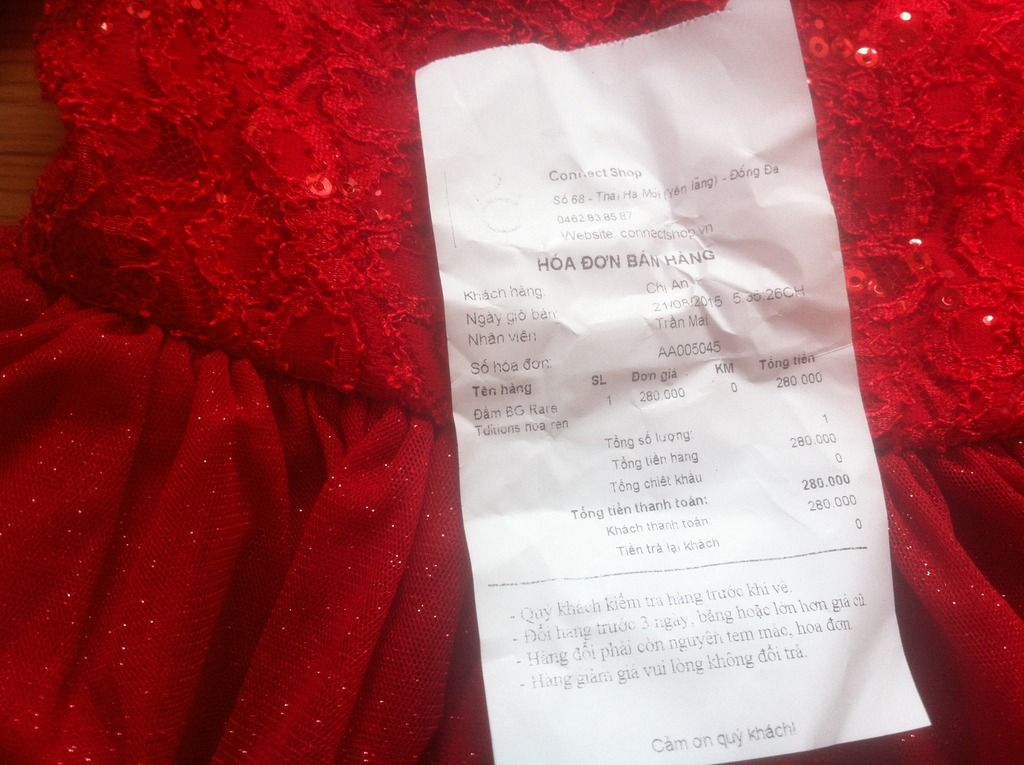 Connect Shop
Số 68 - Thái Hà Mới (yên lãng) - Đống Đa
0462.83.85.87
Website: connectshop.vn
HÓA ĐƠN BÁN HÀNG
Khách hàng: Chị An
Ngày giờ bán: 21/08/2015 CH
Nhân viên: Trần Mai
Số hóa đơn: AA005045
Tên hàng SL Đơn giá KM Tổng tiền
Đầm BG Rare 1 280.000 0 280.000
hoa ren
Tổng số lượng: 1
Tổng tiền hàng 280.000
Tổng chiết khấu 0
Tổng tiền thanh toán: 280.000
Khách thanh toán: 280.000
Tiền trả lại khách 0
- Quý khách kiểm tra hàng trước khi về.
- Đổi hàng trước 3 ngày, bằng hoặc lớn hơn giá cũ
- Hàng đổi phải còn nguyên tem mác, hoa đơn
- Hàng giảm giá vui lòng không đổi trả.
Cảm ơn quý khách!